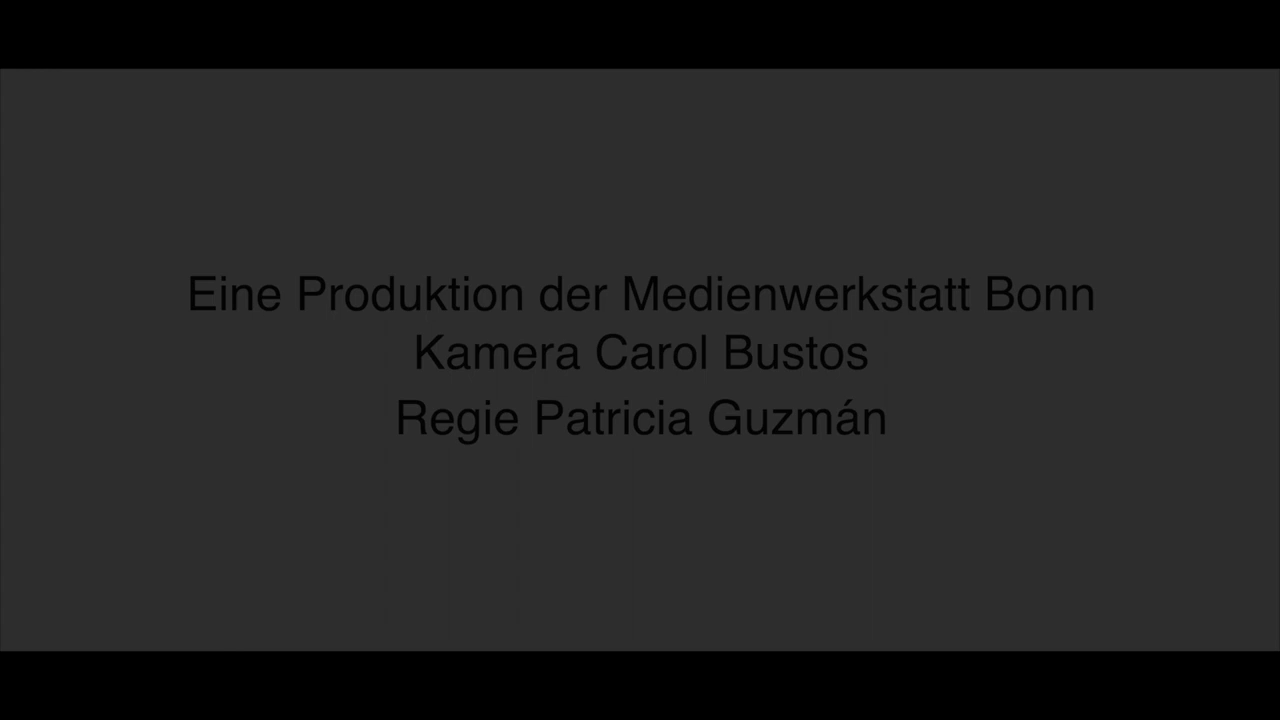 Eine Produktion der Medienwerkstatt Bonn
Kamera Carol Bustos
Regie Patricia Guzmán